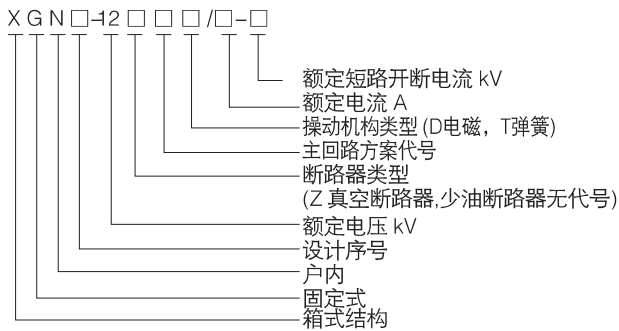 XGN□-12□□□/□-□
额定短路开断电流 kV
额定电流 A
操动机构类型 (D电磁，T弹簧)
主回路方案代号
断路器类型
(Z 真空断路器,少油断路器无代号)
额定电压 kV
设计序号
户内
固定式
箱式结构